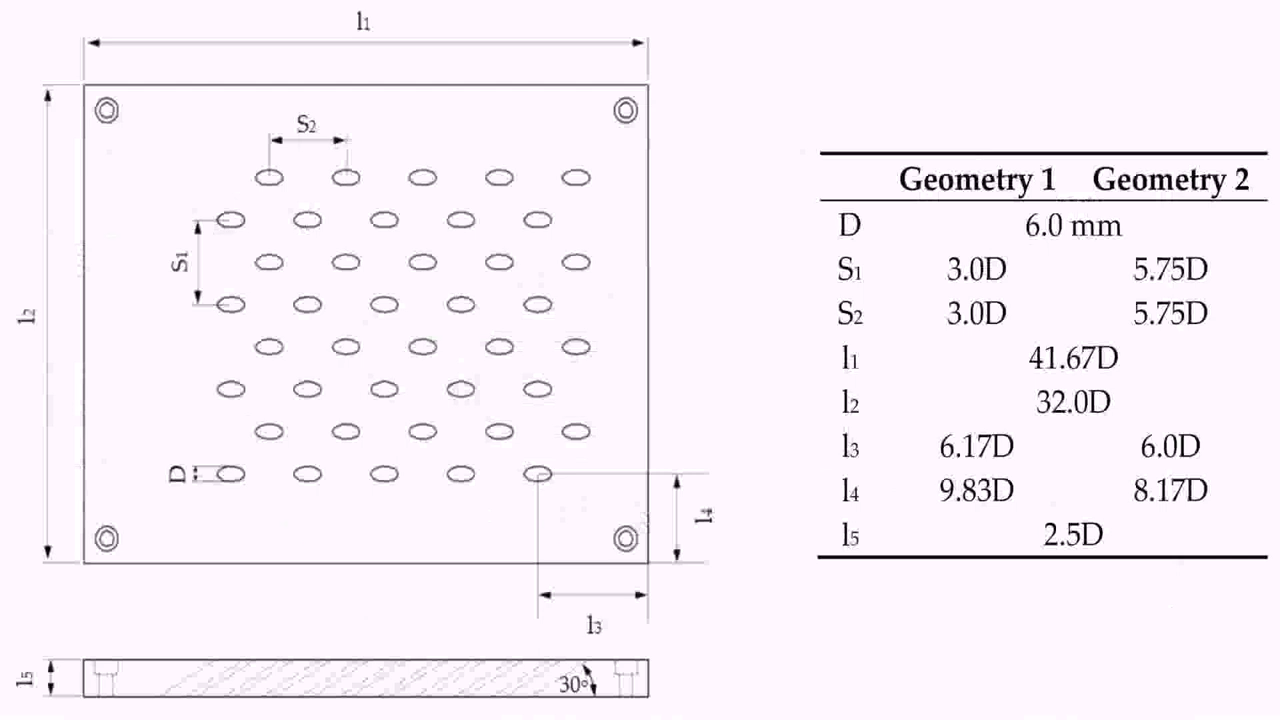 l1
S2
S1
l2
D
l4
l3
l5
30°
Geometry 1 Geometry 2
D 6.0 mm
S1 3.0D 5.75D
S2 3.0D 5.75D
l1 41.67D
l2 32.0D
l3 6.17D 6.0D
l4 9.83D 8.17D
l5 2.5D